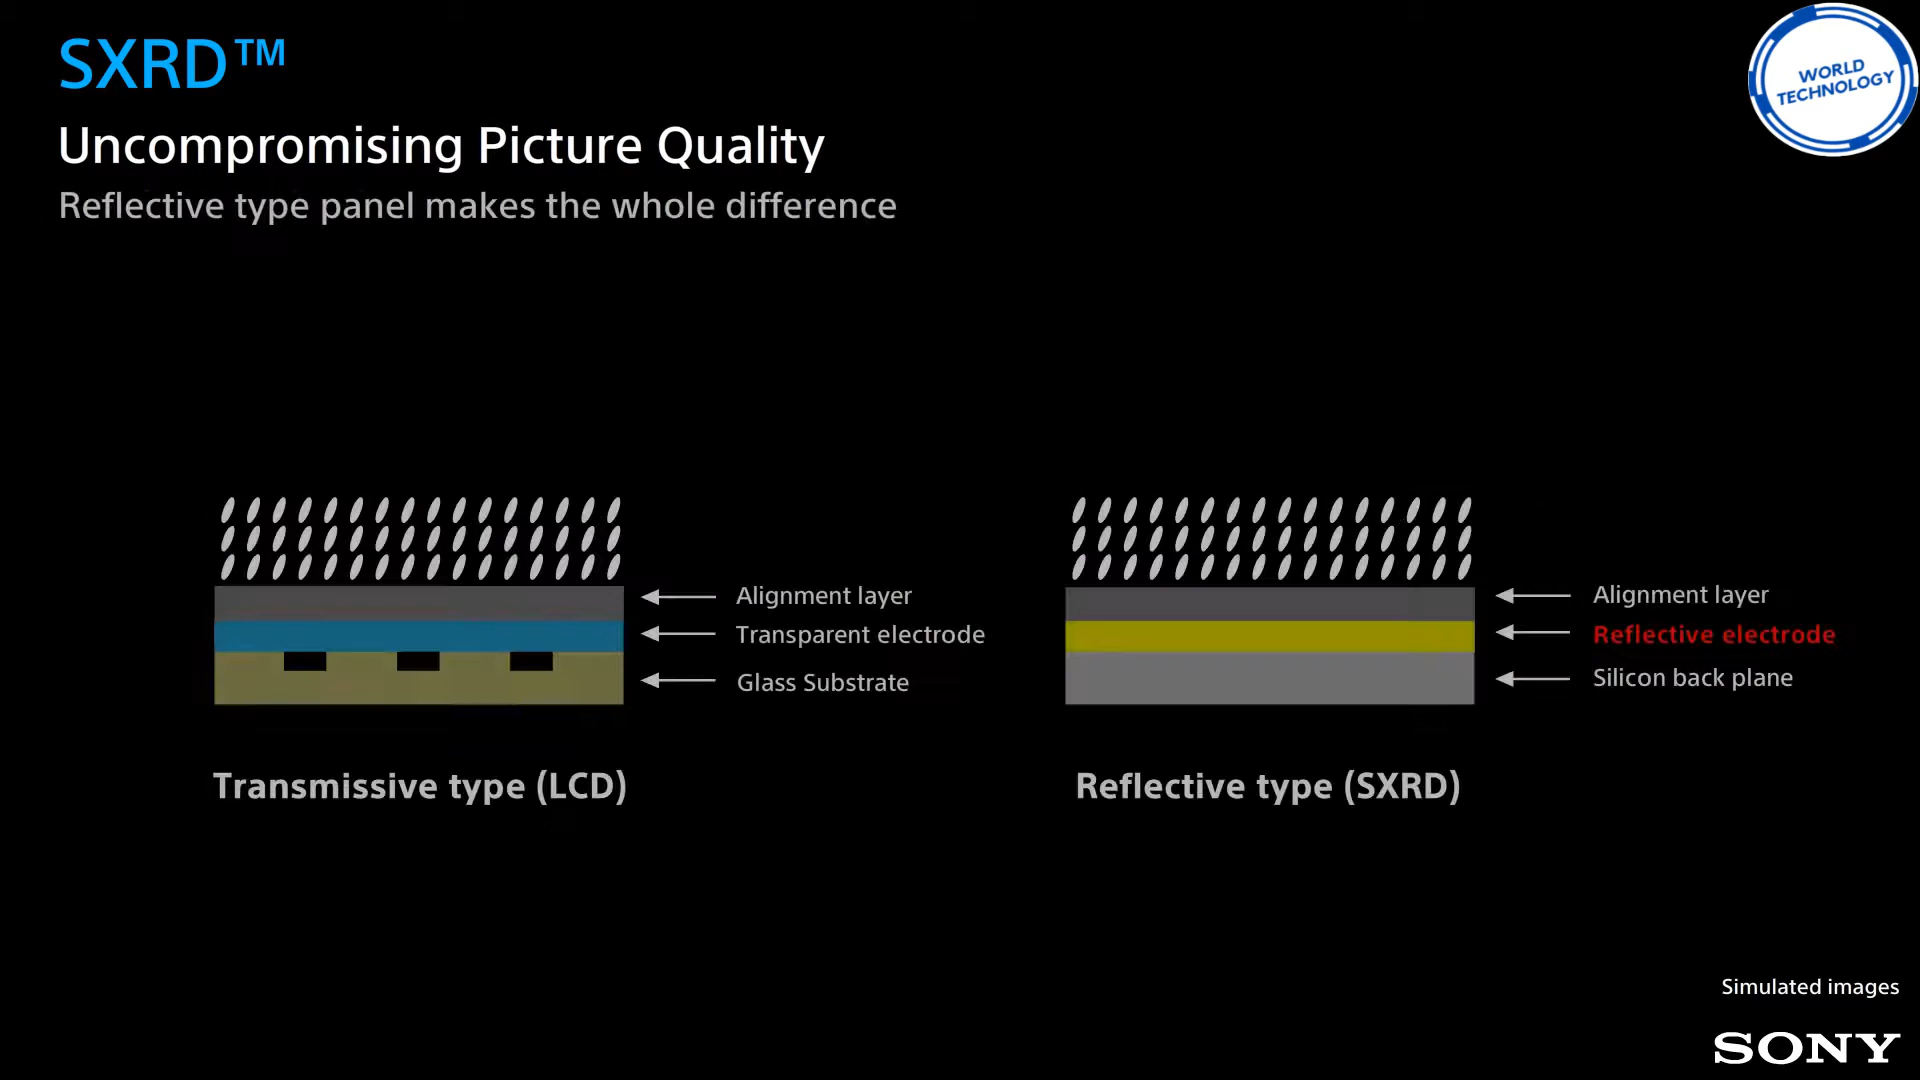 SXRD™
WORLD
TECHNOLOGY
Uncompromising Picture Quality
Reflective type panel makes the whole difference
Alignment layer
Transparent electrode
Glass Substrate
Alignment layer
Reflective electrode
Silicon back plane
Transmissive type (LCD)
Reflective type (SXRD)
Simulated images
SONY